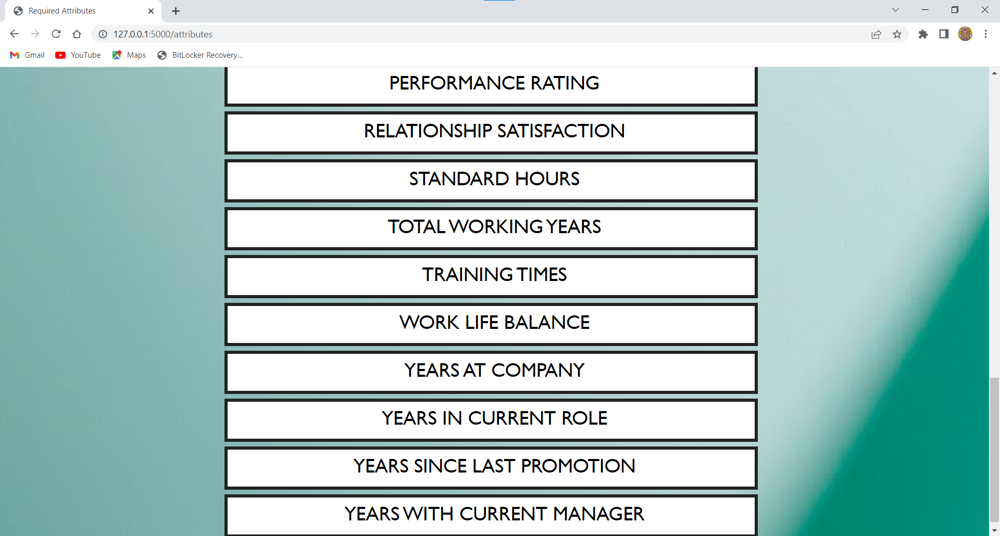 Required Attributes
127.0.0.1:5000/attributes
Gmail YouTube Maps BitLocker Recovery...
PERFORMANCE RATING
RELATIONSHIP SATISFACTION
STANDARD HOURS
TOTAL WORKING YEARS
TRAINING TIMES
WORK LIFE BALANCE
YEARS AT COMPANY
YEARS IN CURRENT ROLE
YEARS SINCE LAST PROMOTION
YEARS WITH CURRENT MANAGER